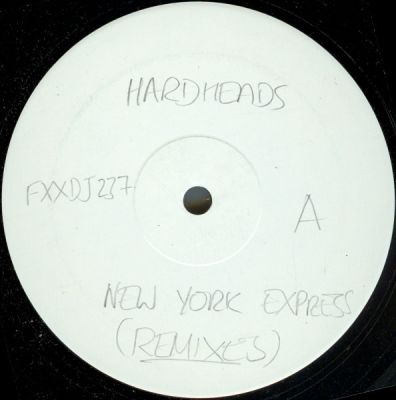 HARDHEADS
FXXDJ237
A
NEW YORK EXPRESS
(REMIXES)